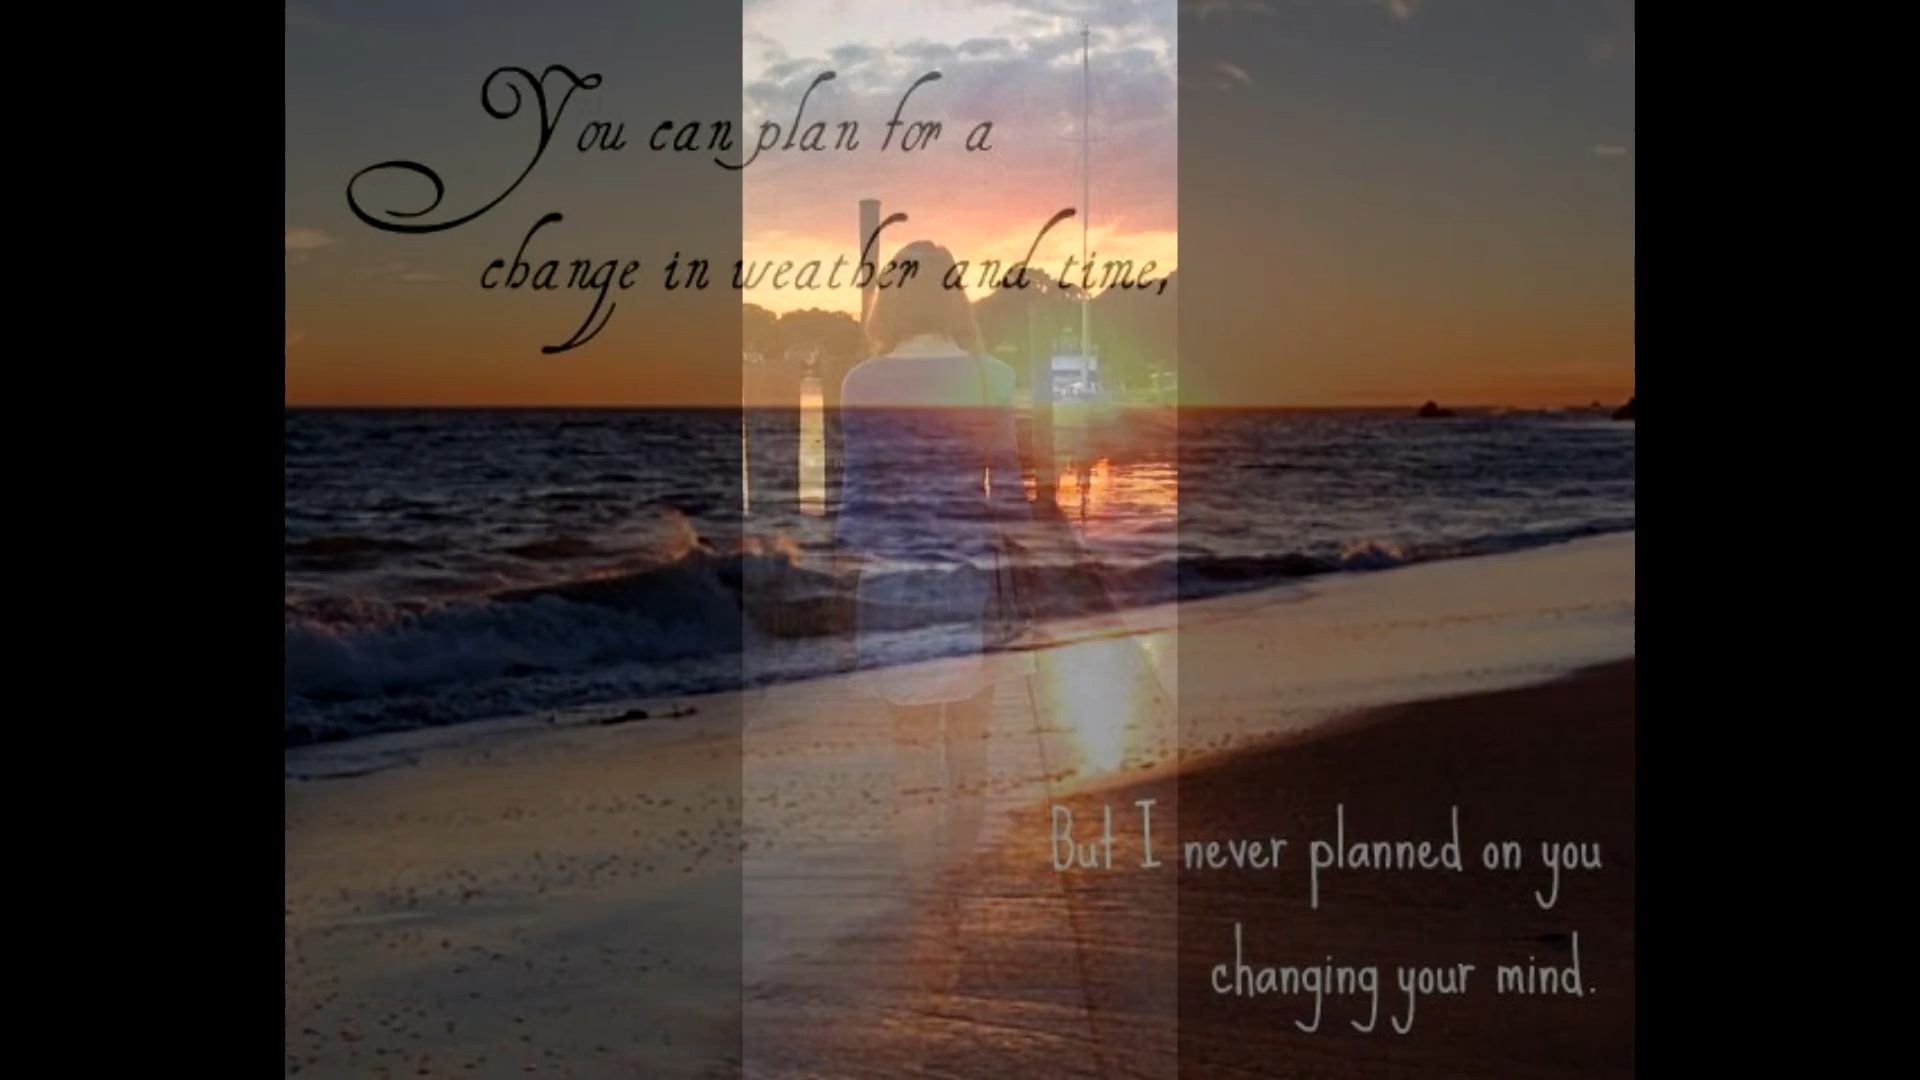 You can plan for a
change in weather and time,
But I never planned on you
changing your mind.